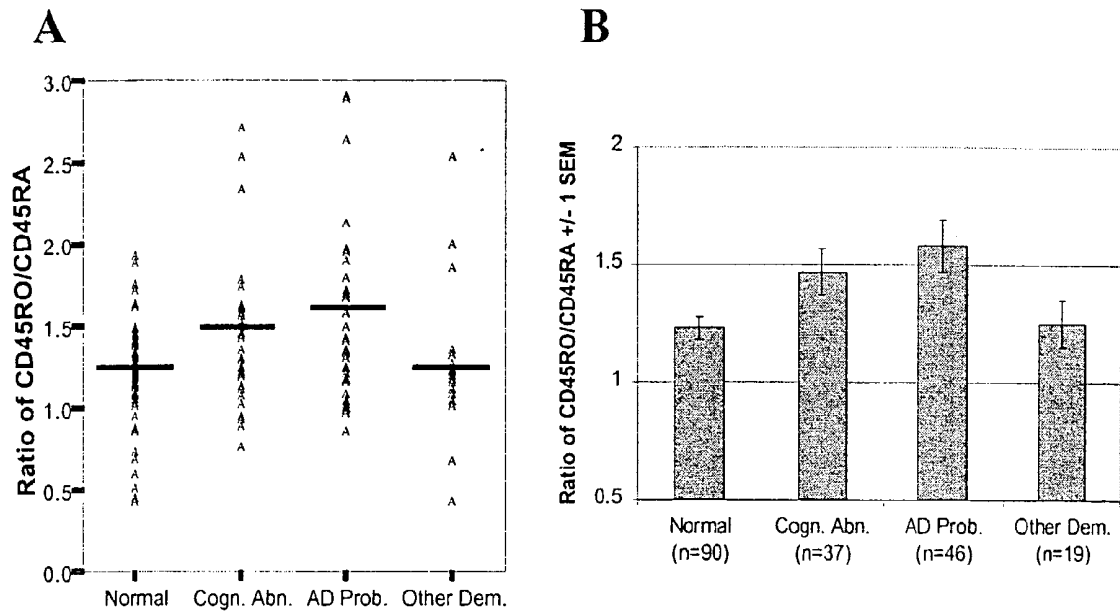 A
B
Ratio of CD45RO/CD45RA
3.0
2.5
2.0
1.5
1.0
0.5
0.0
Normal Cogn. Abn. AD Prob. Other Dem.
Ratio of CD45RO/CD45RA +/- 1 SEM
2
1.5
1
0.5
Normal Cogn. Abn. AD Prob. Other Dem.
(n=90) (n=37) (n=46) (n=19)